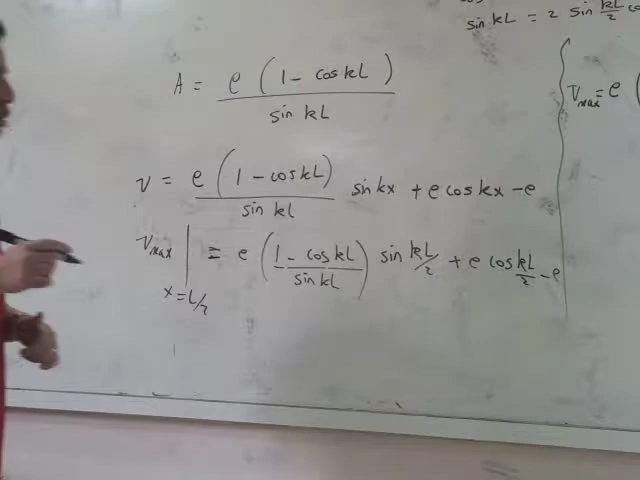 sin kL = 2 sin kL/2 co
A = e (1 - cos kL) / sin kL
v = e (1 - cos kL) / sin kL sin kx + e cos kx - e
v_max |_{x = L/2} = e (1 - cos kL / sin kL) sin kL/2 + e cos kL/2 - e
v_max = e (